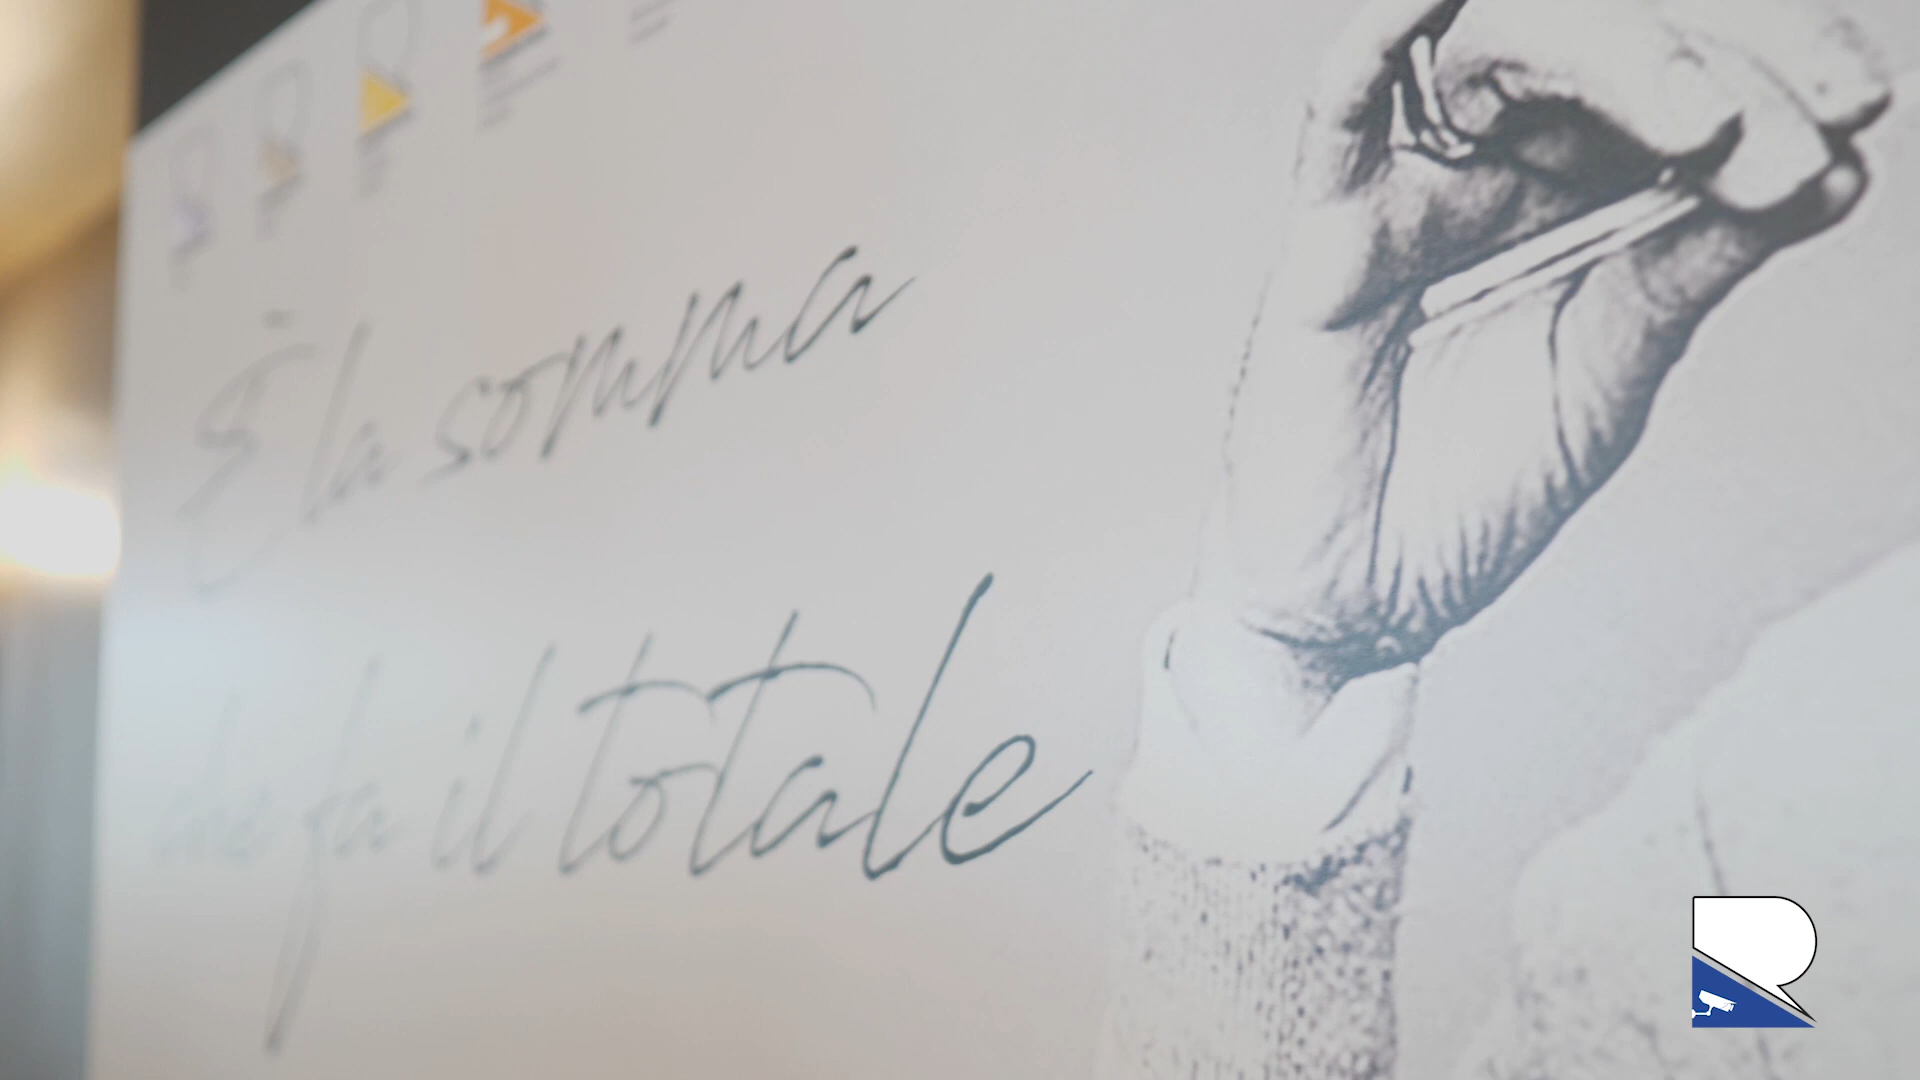 È la somma
che fa il totale